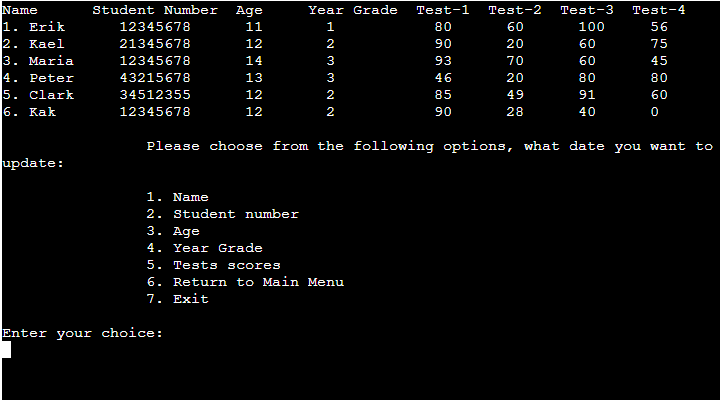 Name Student Number Age Year Grade Test-1 Test-2 Test-3 Test-4
1. Erik 12345678 11 1 80 60 100 56
2. Kael 21345678 12 2 90 20 60 75
3. Maria 12345678 14 3 93 70 60 45
4. Peter 43215678 13 3 46 20 80 80
5. Clark 34512355 12 2 85 49 91 60
6. Kak 12345678 12 2 90 28 40 0
Please choose from the following options, what date you want to
update:
1. Name
2. Student number
3. Age
4. Year Grade
5. Tests scores
6. Return to Main Menu
7. Exit
Enter your choice: